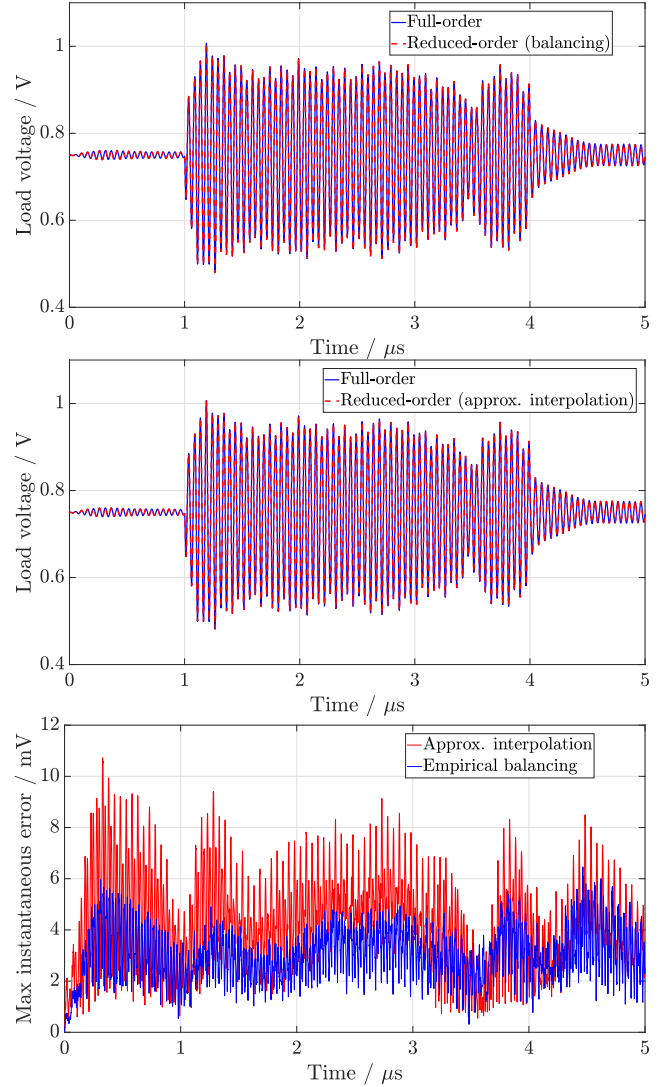 Full-order
Reduced-order (balancing)
Load voltage / V
1
0.8
0.6
0.4
0 1 2 3 4 5
Time / μs
Full-order
Reduced-order (approx. interpolation)
Load voltage / V
1
0.8
0.6
0.4
0 1 2 3 4 5
Time / μs
Approx. interpolation
Empirical balancing
Max instantaneous error / mV
12
10
8
6
4
2
0
0 1 2 3 4 5
Time / μs